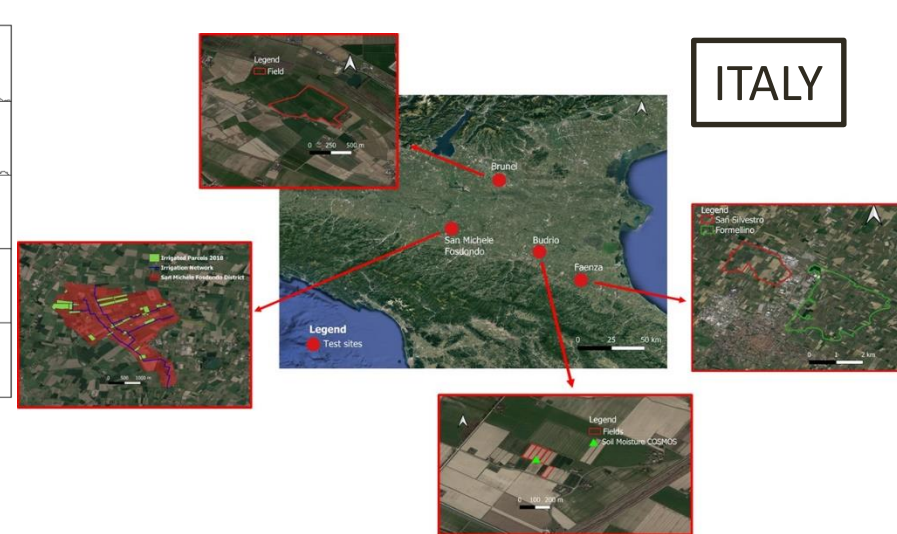 ITALY
Legend
Field
0 250 500 m
Brunel
San Michele
Fosdondo
Budrio
Faenza
Legend
Test sites
0 25 50 km
Legend
San Silvestro
Formellino
0 1 2 km
Irrigated Parcels 2018
Irrigation Network
San Michele Fosdondo District
0 500 1000 m
Legend
Fields
Soil Moisture COSMOS
0 100 200 m